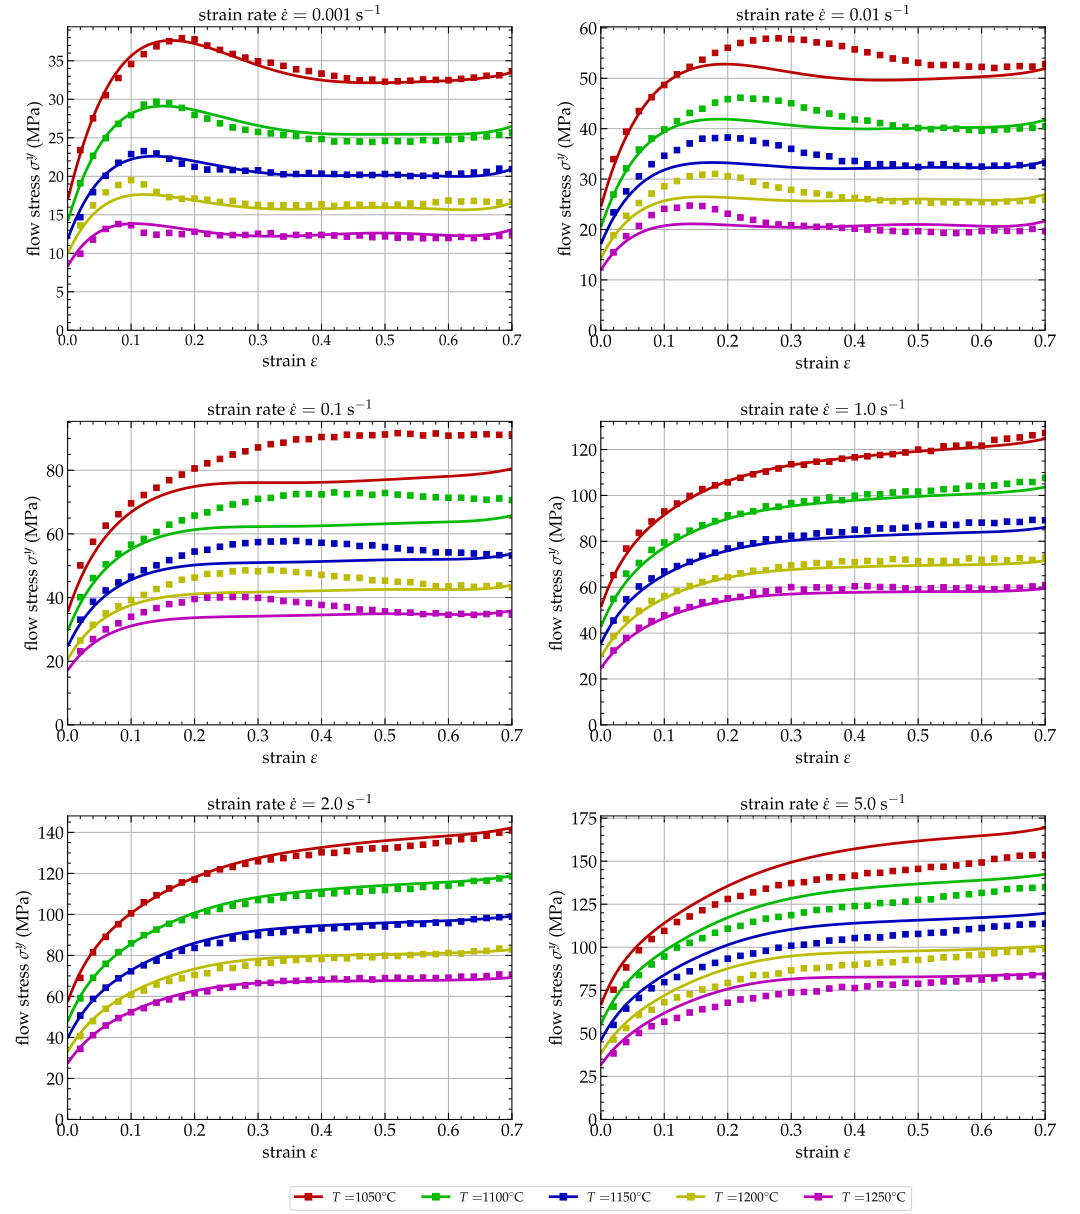 strain rate ε̇ = 0.001 s⁻¹
flow stress σʸ (MPa)
35
30
25
20
15
10
5
0
0.0 0.1 0.2 0.3 0.4 0.5 0.6 0.7
strain ε
strain rate ε̇ = 0.01 s⁻¹
flow stress σʸ (MPa)
60
50
40
30
20
10
0
0.0 0.1 0.2 0.3 0.4 0.5 0.6 0.7
strain ε
strain rate ε̇ = 0.1 s⁻¹
flow stress σʸ (MPa)
80
60
40
20
0
0.0 0.1 0.2 0.3 0.4 0.5 0.6 0.7
strain ε
strain rate ε̇ = 1.0 s⁻¹
flow stress σʸ (MPa)
120
100
80
60
40
20
0
0.0 0.1 0.2 0.3 0.4 0.5 0.6 0.7
strain ε
strain rate ε̇ = 2.0 s⁻¹
flow stress σʸ (MPa)
140
120
100
80
60
40
20
0
0.0 0.1 0.2 0.3 0.4 0.5 0.6 0.7
strain ε
strain rate ε̇ = 5.0 s⁻¹
flow stress σʸ (MPa)
175
150
125
100
75
50
25
0
0.0 0.1 0.2 0.3 0.4 0.5 0.6 0.7
strain ε
T =1050°C T =1100°C T =1150°C T =1200°C T =1250°C